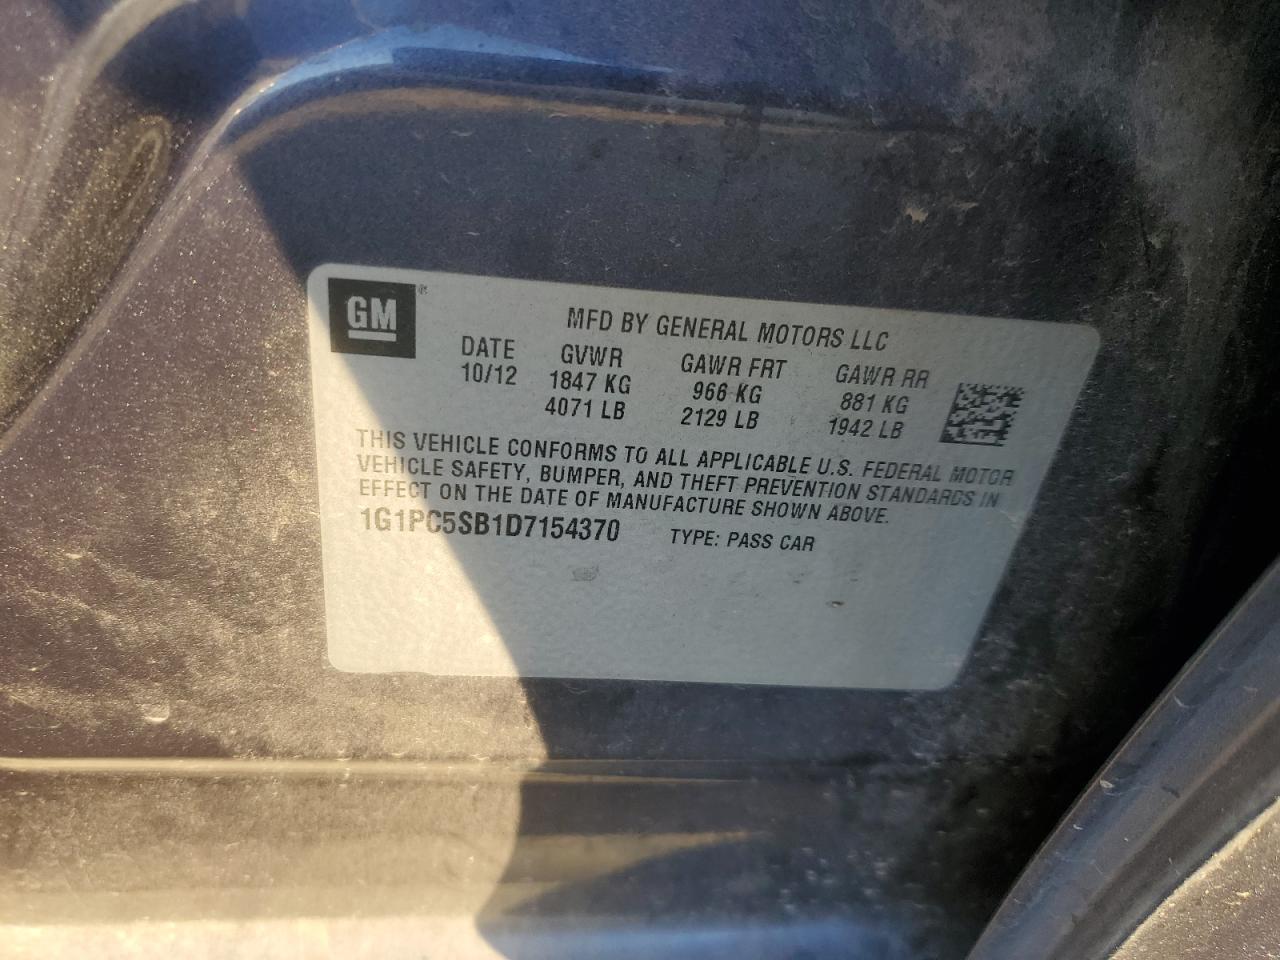 GM ®
MFD BY GENERAL MOTORS LLC
DATE GVWR GAWR FRT GAWR RR
10/12 1847 KG 966 KG 881 KG
4071 LB 2129 LB 1942 LB
THIS VEHICLE CONFORMS TO ALL APPLICABLE U.S. FEDERAL MOTOR
VEHICLE SAFETY, BUMPER, AND THEFT PREVENTION STANDARDS IN
EFFECT ON THE DATE OF MANUFACTURE SHOWN ABOVE.
1G1PC5SB1D7154370 TYPE: PASS CAR